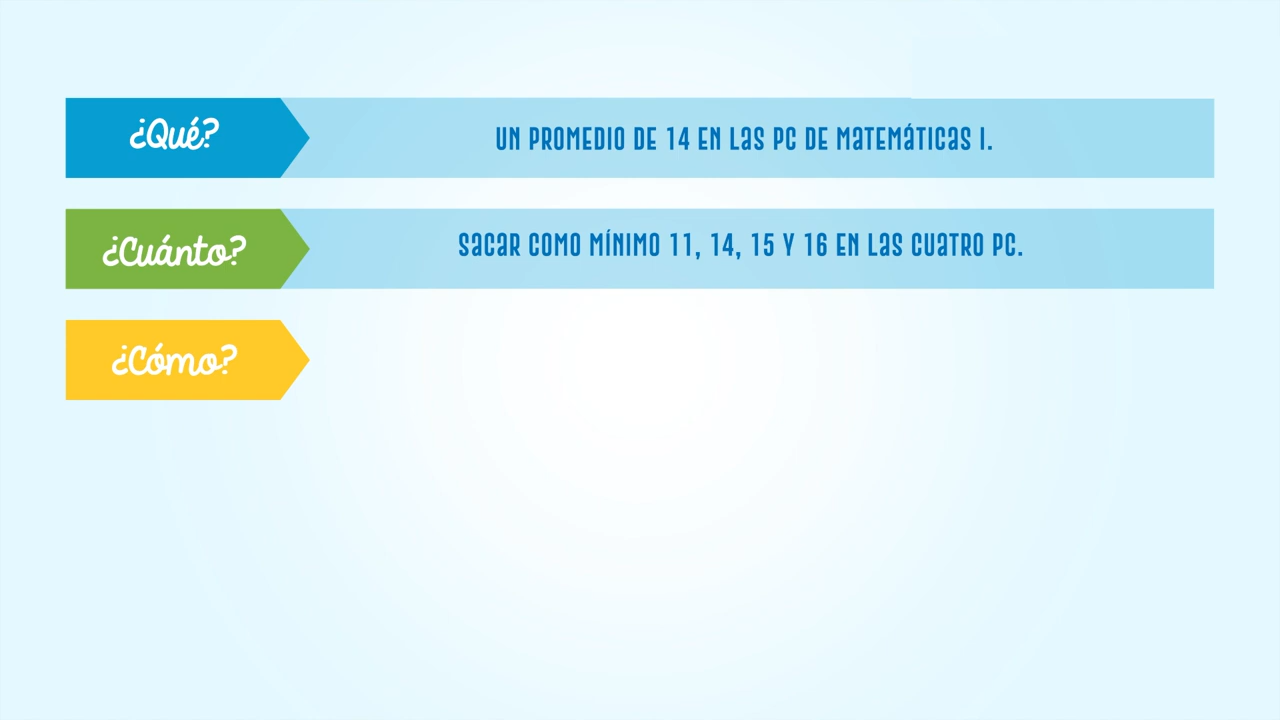 ¿Qué?
UN PROMEDIO DE 14 EN LAS PC DE MATEMÁTICAS I.
¿Cuánto?
SACAR COMO MÍNIMO 11, 14, 15 Y 16 EN LAS CUATRO PC.
¿Cómo?